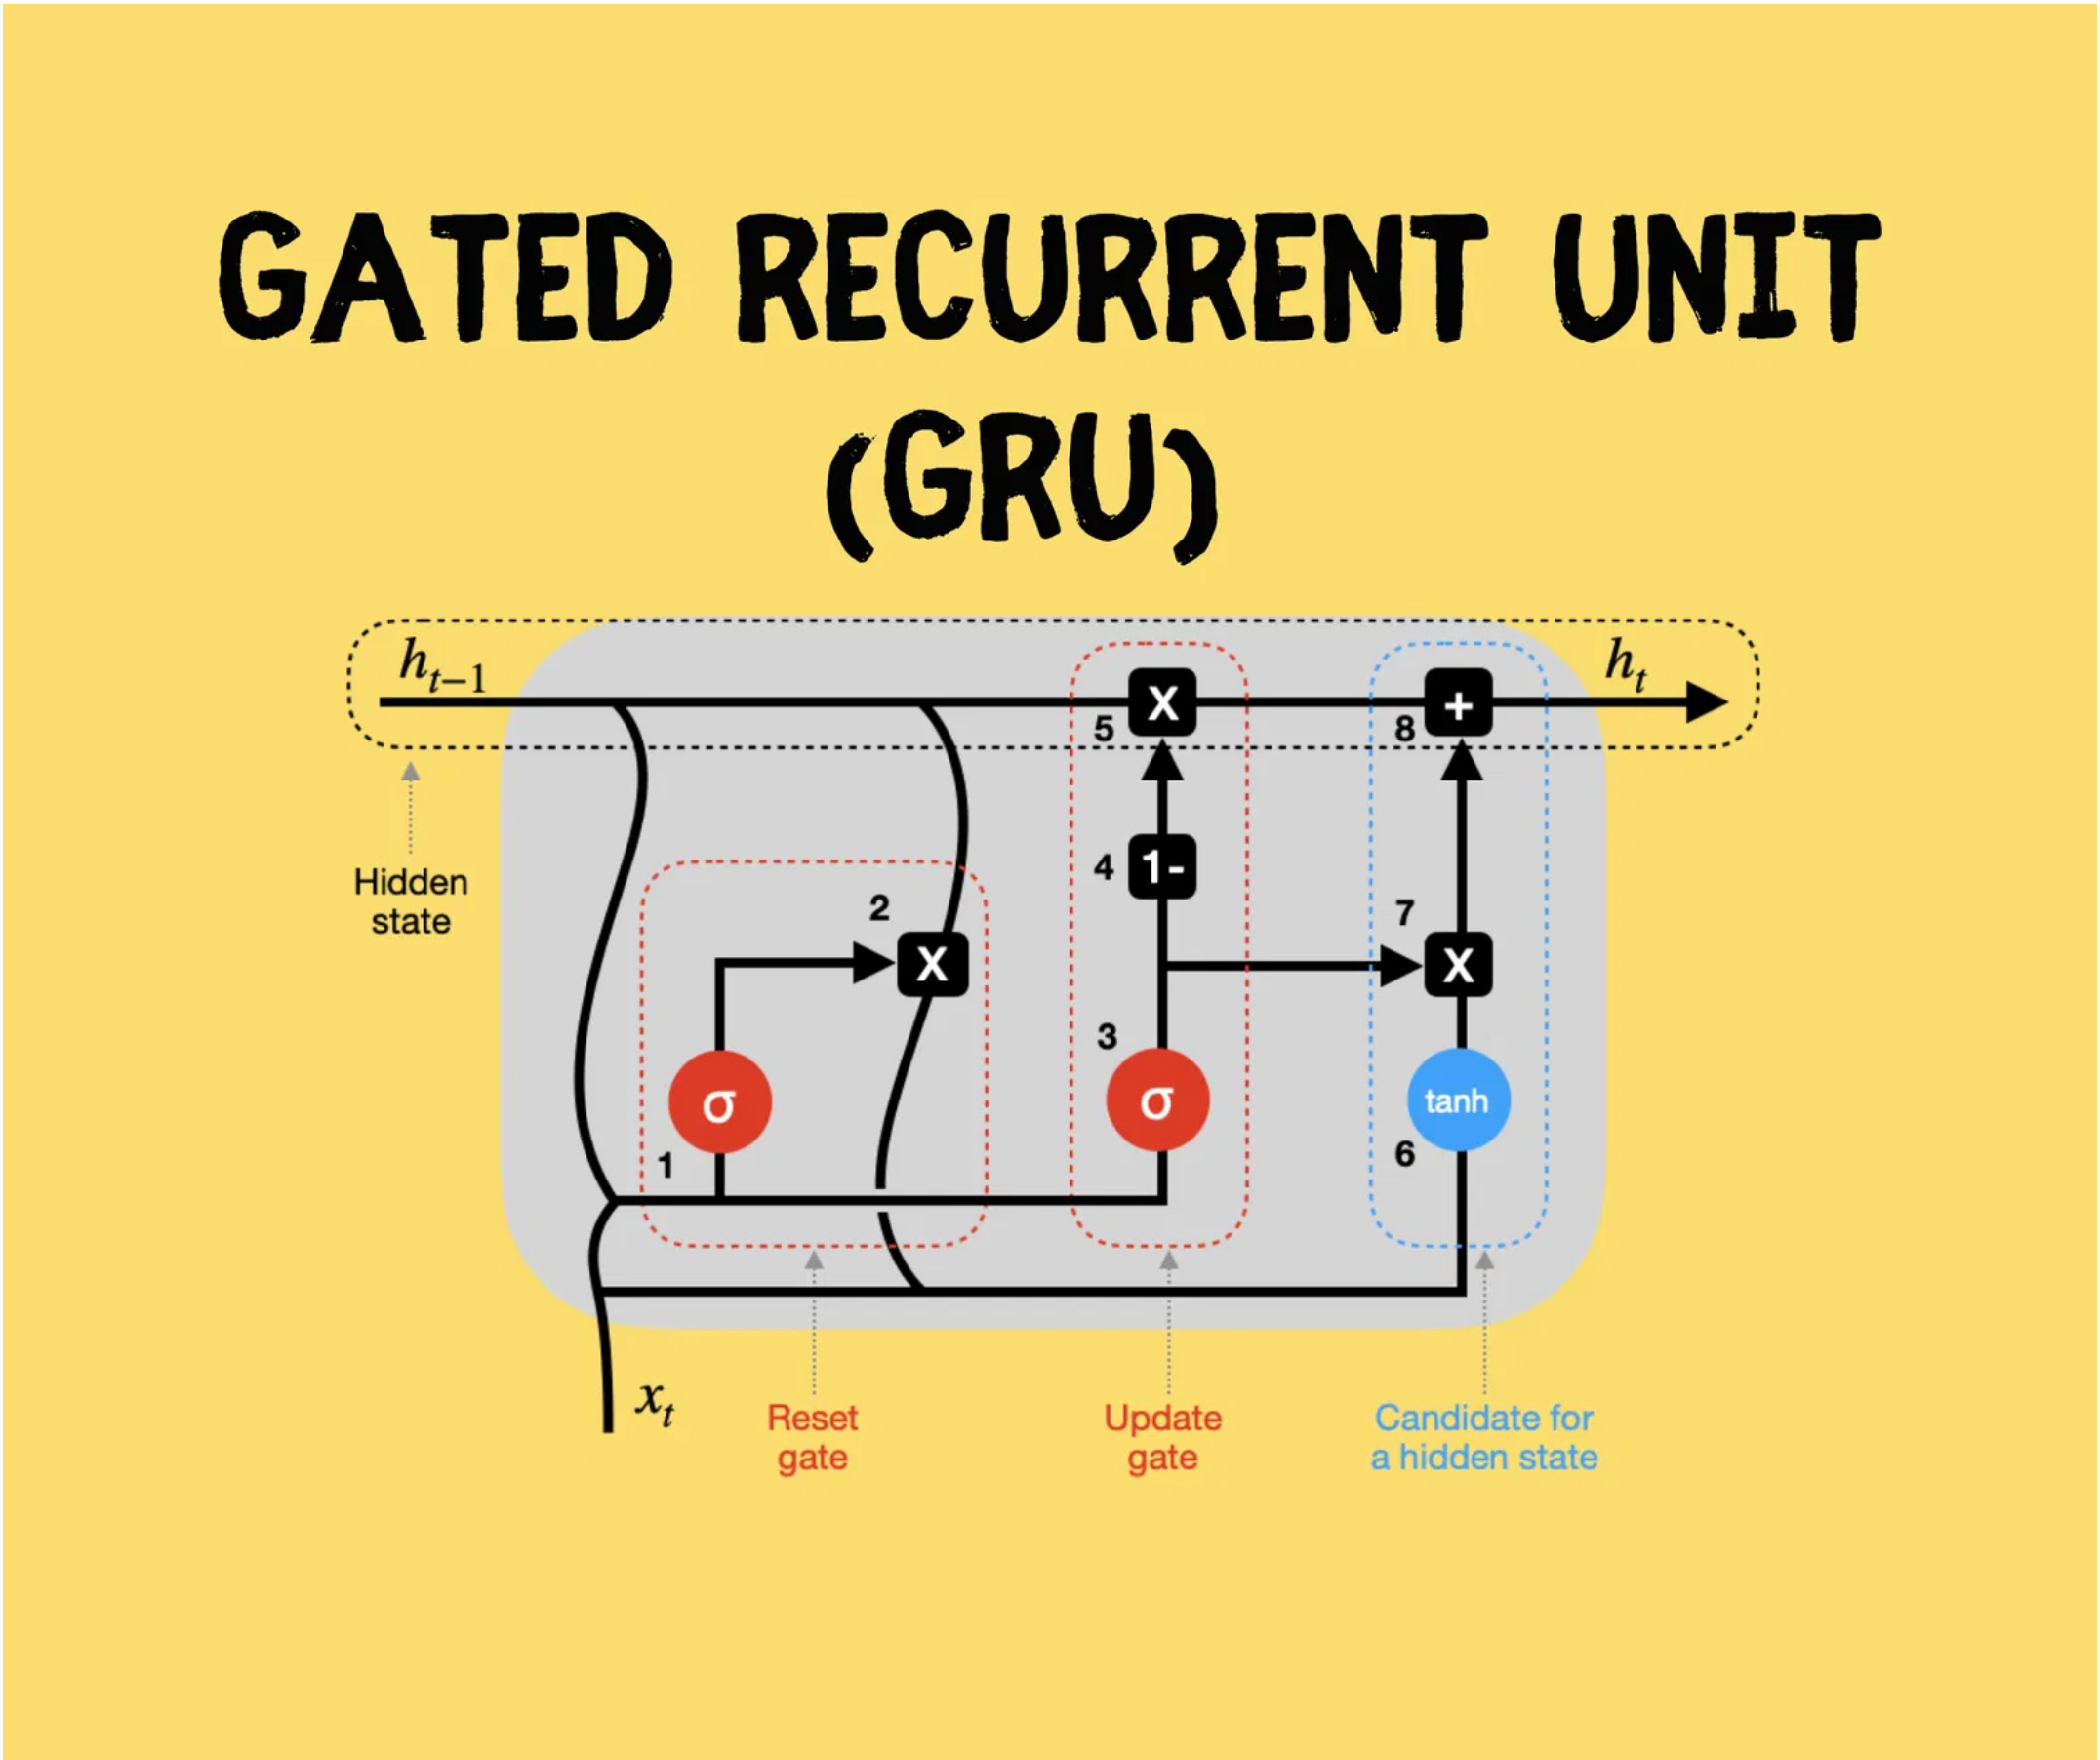 GATED RECURRENT UNIT
(GRU)
h_{t-1}
h_t
5 X
8 +
Hidden
state
4 1-
2
7
X
X
3
σ
σ
tanh
1
6
x_t
Reset
gate
Update
gate
Candidate for
a hidden state